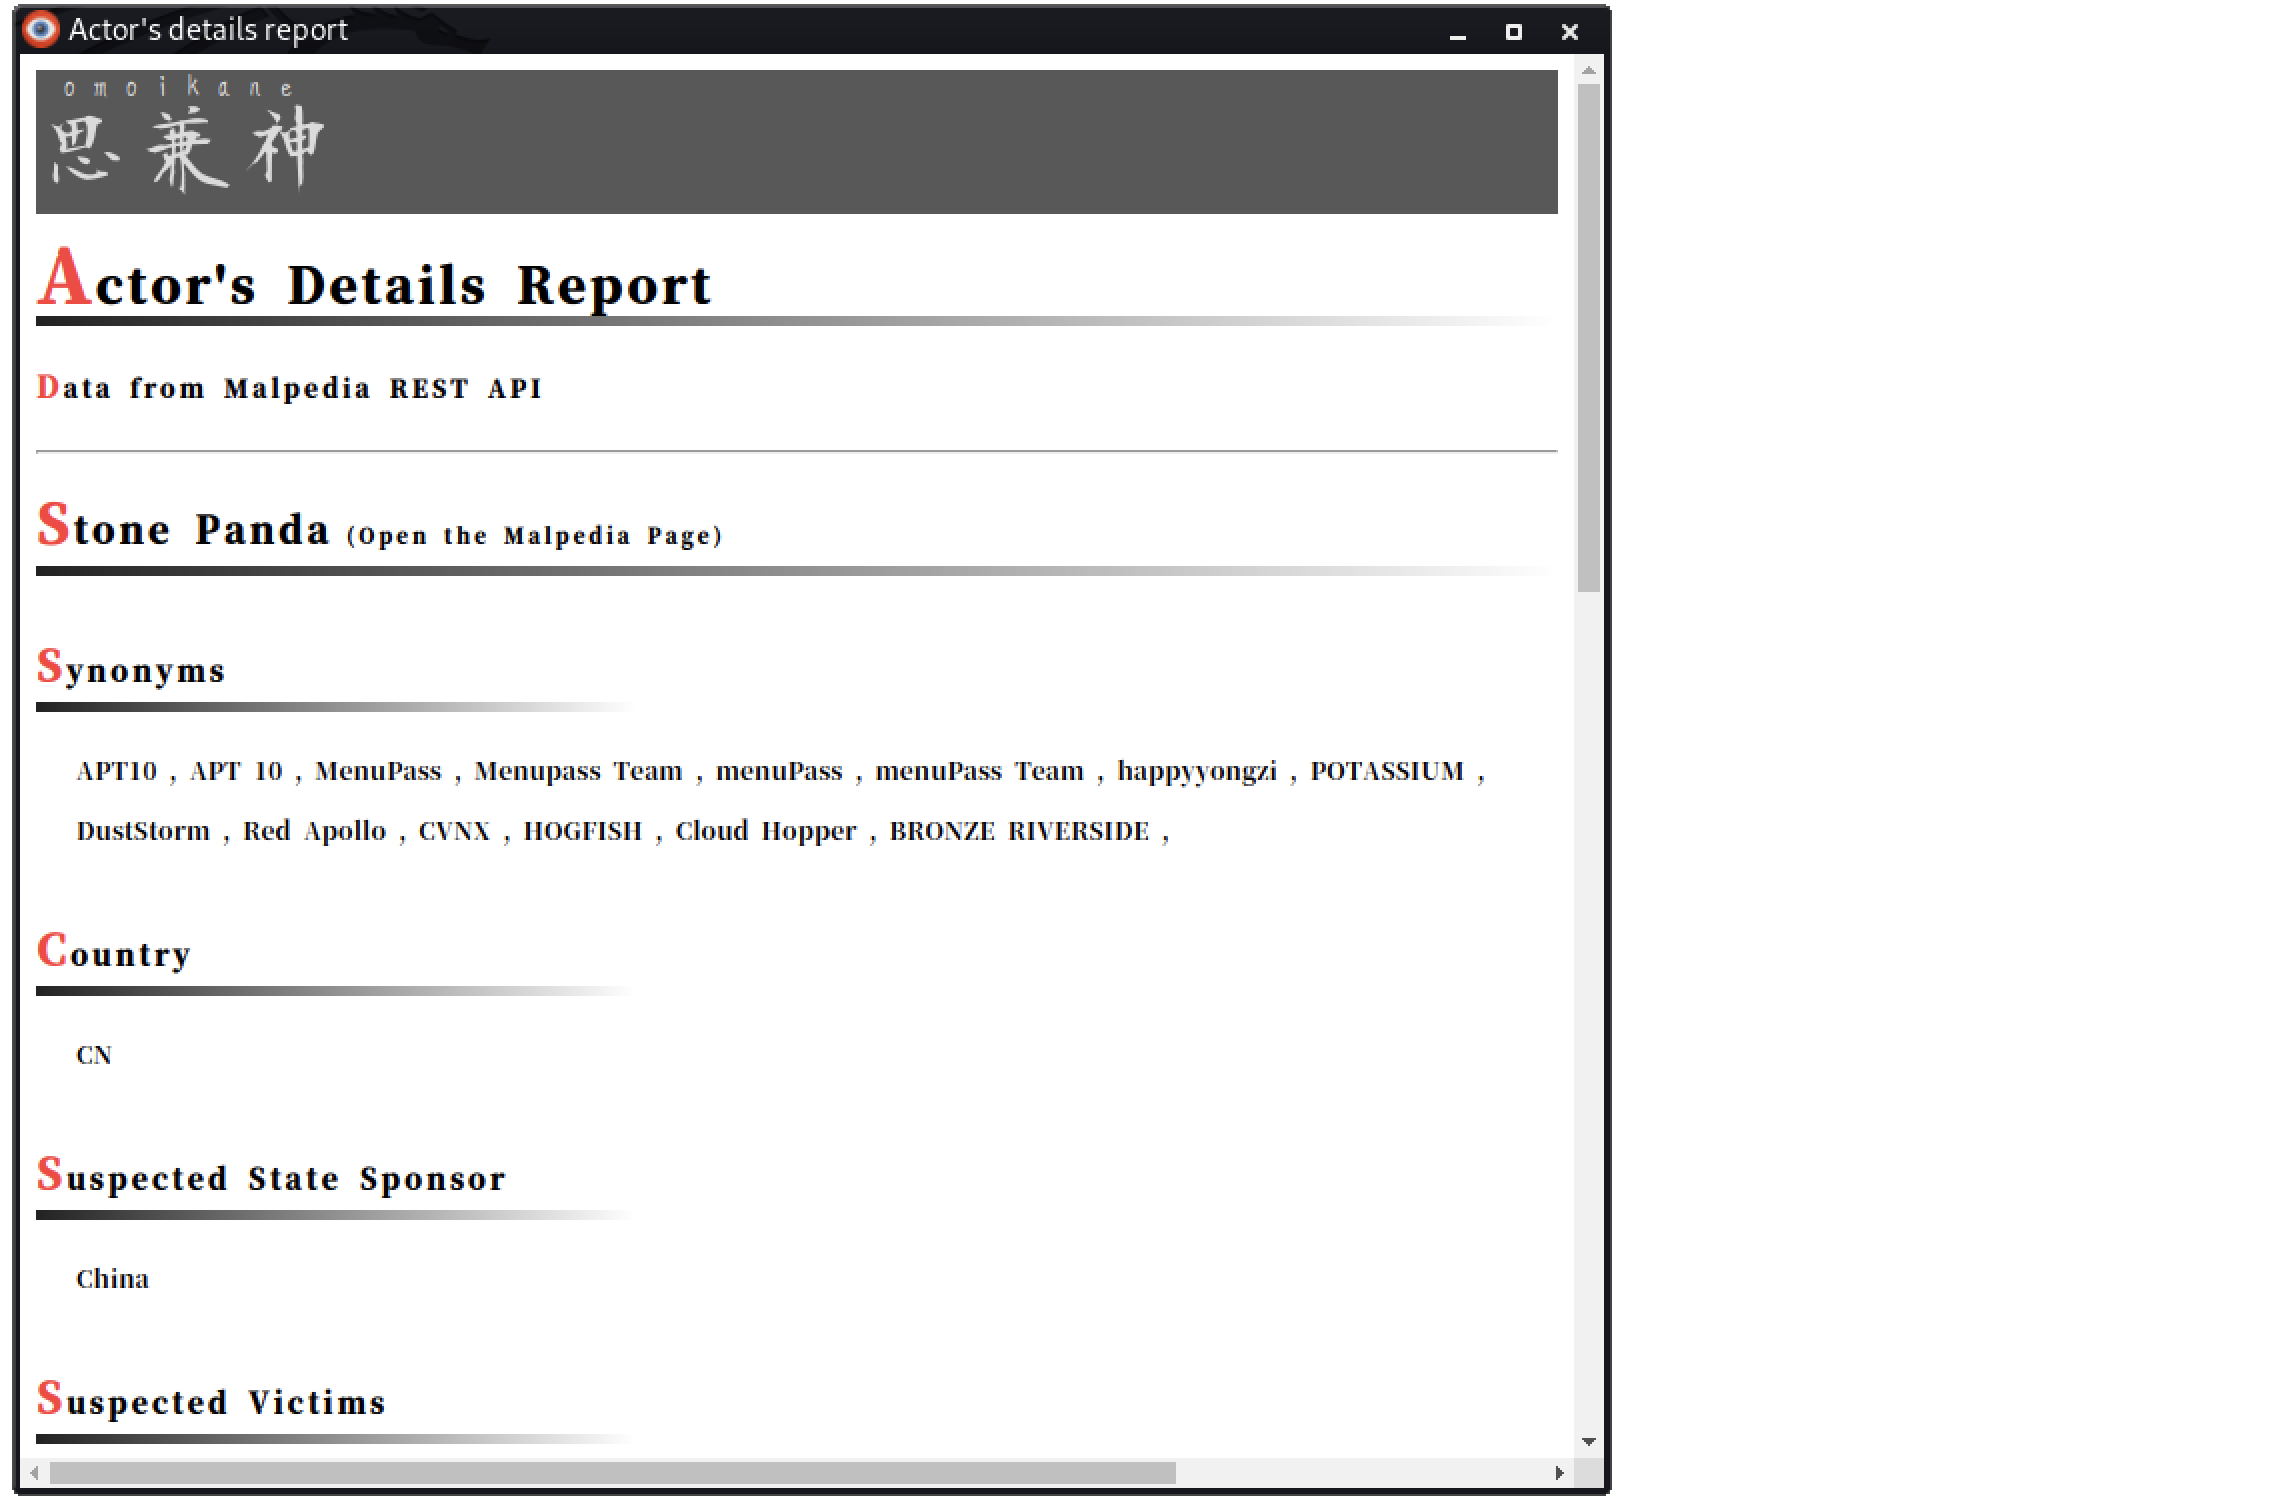 Actor's details report
omoikane
思兼神
Actor's Details Report
Data from Malpedia REST API
Stone Panda (Open the Malpedia Page)
Synonyms
APT10 , APT 10 , MenuPass , Menupass Team , menuPass , menuPass Team , happyyongzi , POTASSIUM ,
DustStorm , Red Apollo , CVNX , HOGFISH , Cloud Hopper , BRONZE RIVERSIDE ,
Country
CN
Suspected State Sponsor
China
Suspected Victims